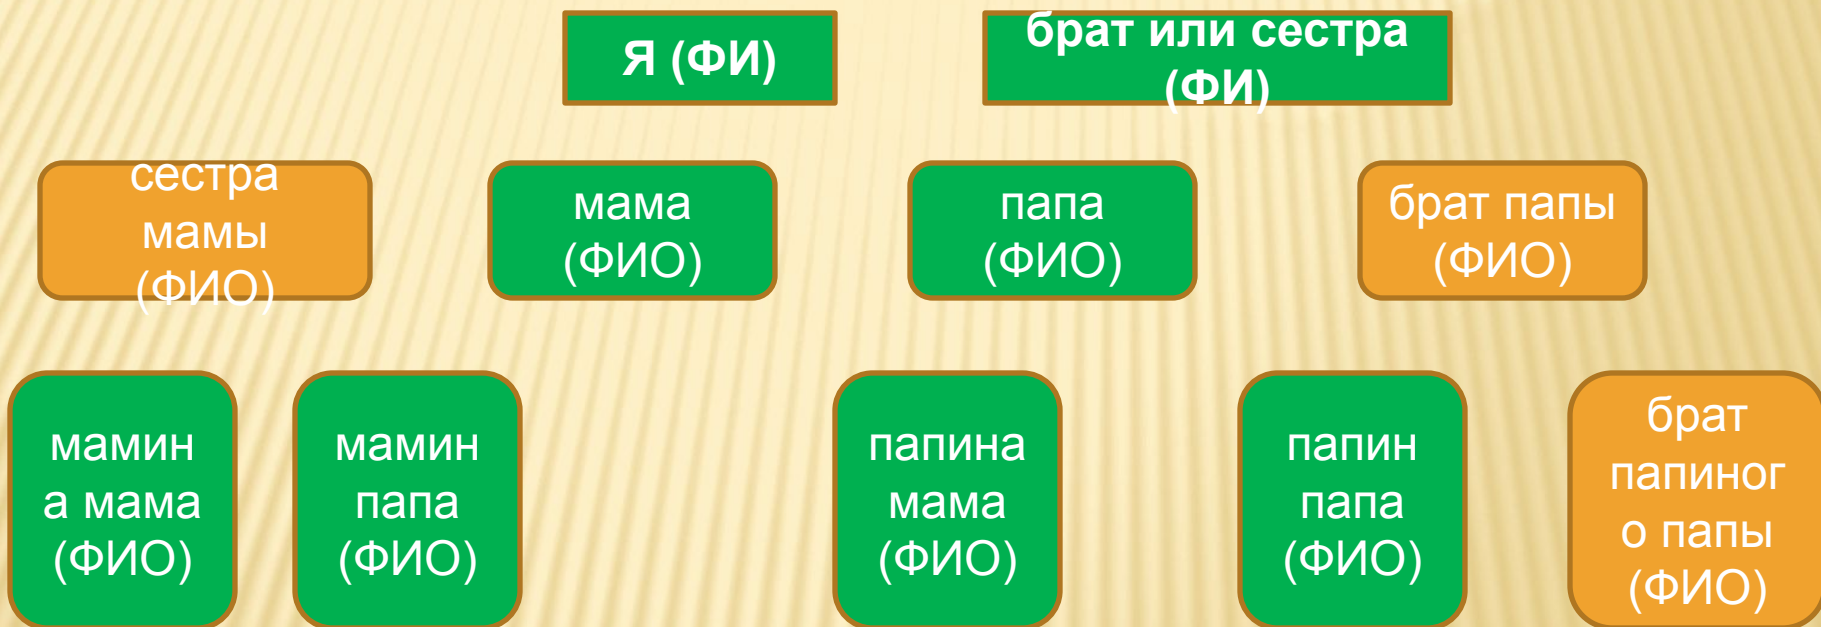 Я (ФИ)
брат или сестра
(ФИ)
сестра
мамы
(ФИО)
мама
(ФИО)
папа
(ФИО)
брат папы
(ФИО)
мамин
а мама
(ФИО)
мамин
папа
(ФИО)
папина
мама
(ФИО)
папин
папа
(ФИО)
брат
папиног
о папы
(ФИО)